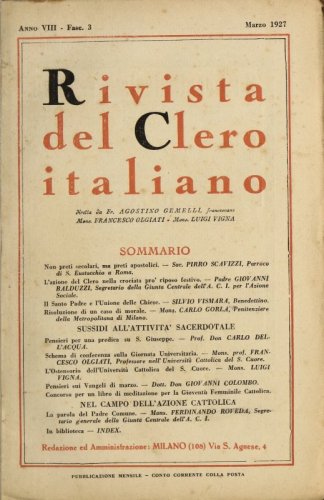 ANNO VIII - Fasc. 3 Marzo 1927
Rivista
del Clero
italiano
diretta da Fr. AGOSTINO GEMELLI francescano
Mons. FRANCESCO OLGIATI - Mons. LUIGI VIGNA
SOMMARIO
Non preti secolari, ma preti apostolici. — Sac. PIRRO SCAVIZZI, Parroco
di S. Eustacchio a Roma.
L'azione del Clero nella crociata pro' riposo festivo. — Padre GIOVANNI
BALDUZZI, Segretario della Giunta Centrale dell'A. C. I. per l'Azione
Sociale.
Il Santo Padre e l'Unione delle Chiese. — SILVIO VISMARA, Benedettino.
Risoluzione di un caso di morale. — Mons. CARLO GORLA, Penitenziere
della Metropolitana di Milano.
SUSSIDI ALL'ATTIVITA' SACERDOTALE
Pensieri per una predica su S. Giuseppe. — Prof. Don CARLO DEL-
L'ACQUA.
Schema di conferenza sulla Giornata Universitaria. — Mons. prof. FRAN-
CESCO OLGIATI, Professore nell'Università Cattolica del S. Cuore.
L'Ostensorio dell'Università Cattolica del S. Cuore. — Mons. LUIGI
VIGNA.
Pensieri sui Vangeli di marzo. — Dott. Don GIOVANNI COLOMBO.
Concorso per un libro di meditazione per la Gioventù Femminile Cattolica.
NEL CAMPO DELL'AZIONE CATTOLICA
La parola del Padre Comune. — Mons. FERDINANDO ROVEDA, Segre-
tario generale della Giunta Centrale dell'A. C. I.
In biblioteca — INDEX.
Redazione ed Amministrazione: MILANO (108) Via S. Agnese, 4
PUBBLICAZIONE MENSILE - CONTO CORRENTE COLLA POSTA